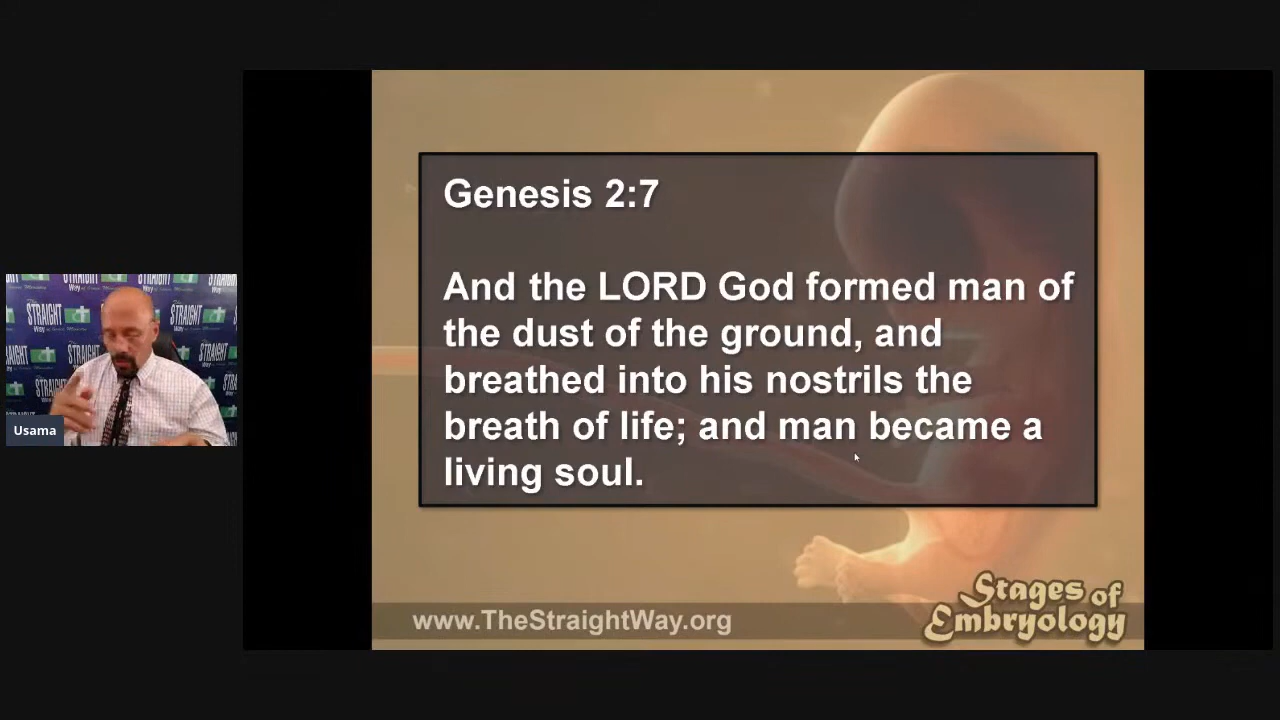 Genesis 2:7
And the LORD God formed man of
the dust of the ground, and
breathed into his nostrils the
breath of life; and man became a
living soul.
www.TheStraightWay.org
Stages of
Embryology
STRAIGHT
Usama